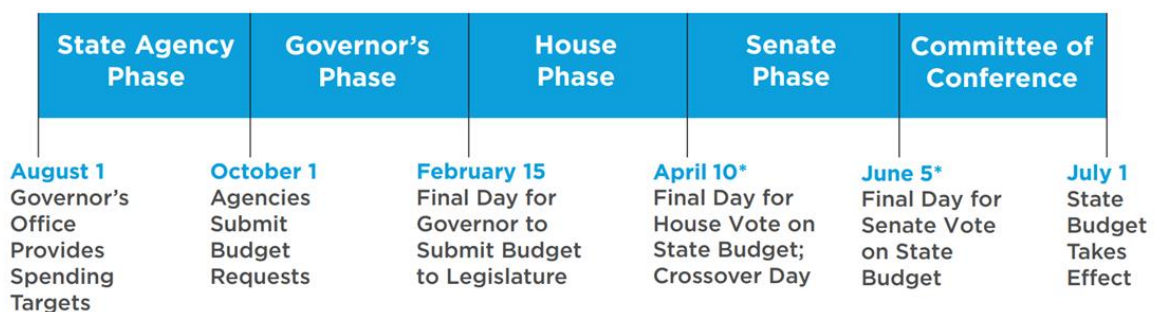 State Agency
Phase
Governor's
Phase
House
Phase
Senate
Phase
Committee of
Conference
August 1
Governor's
Office
Provides
Spending
Targets
October 1
Agencies
Submit
Budget
Requests
February 15
Final Day for
Governor to
Submit Budget
to Legislature
April 10*
Final Day for
House Vote on
State Budget;
Crossover Day
June 5*
Final Day for
Senate Vote
on State
Budget
July 1
State
Budget
Takes
Effect